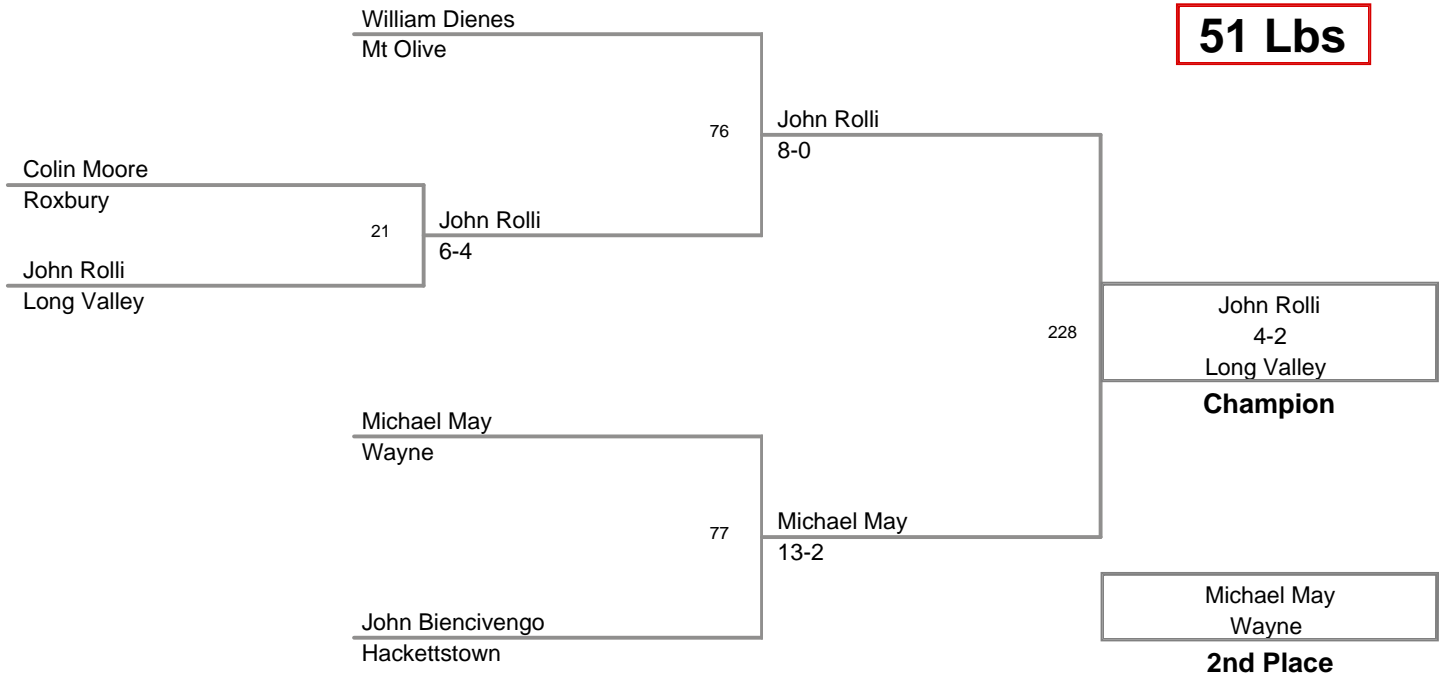 William Dienes
51 Lbs
Mt Olive
76
John Rolli
8-0
Colin Moore
Roxbury
21
John Rolli
6-4
John Rolli
Long Valley
228
John Rolli
4-2
Long Valley
Champion
Michael May
Wayne
77
Michael May
13-2
John Biencivengo
Hackettstown
Michael May
Wayne
2nd Place